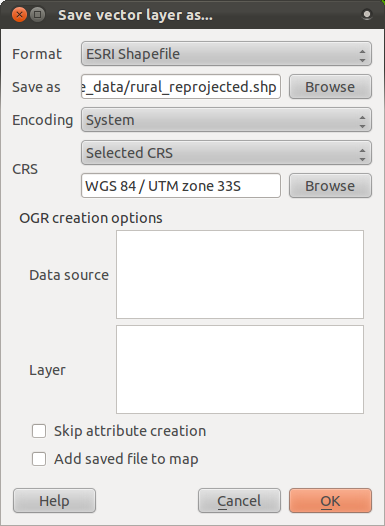 Save vector layer as...
Format ESRI Shapefile
Save as e_data/rural_reprojected.shp Browse
Encoding System
CRS Selected CRS
WGS 84 / UTM zone 33S Browse
OGR creation options
Data source
Layer
Skip attribute creation
Add saved file to map
Help Cancel OK